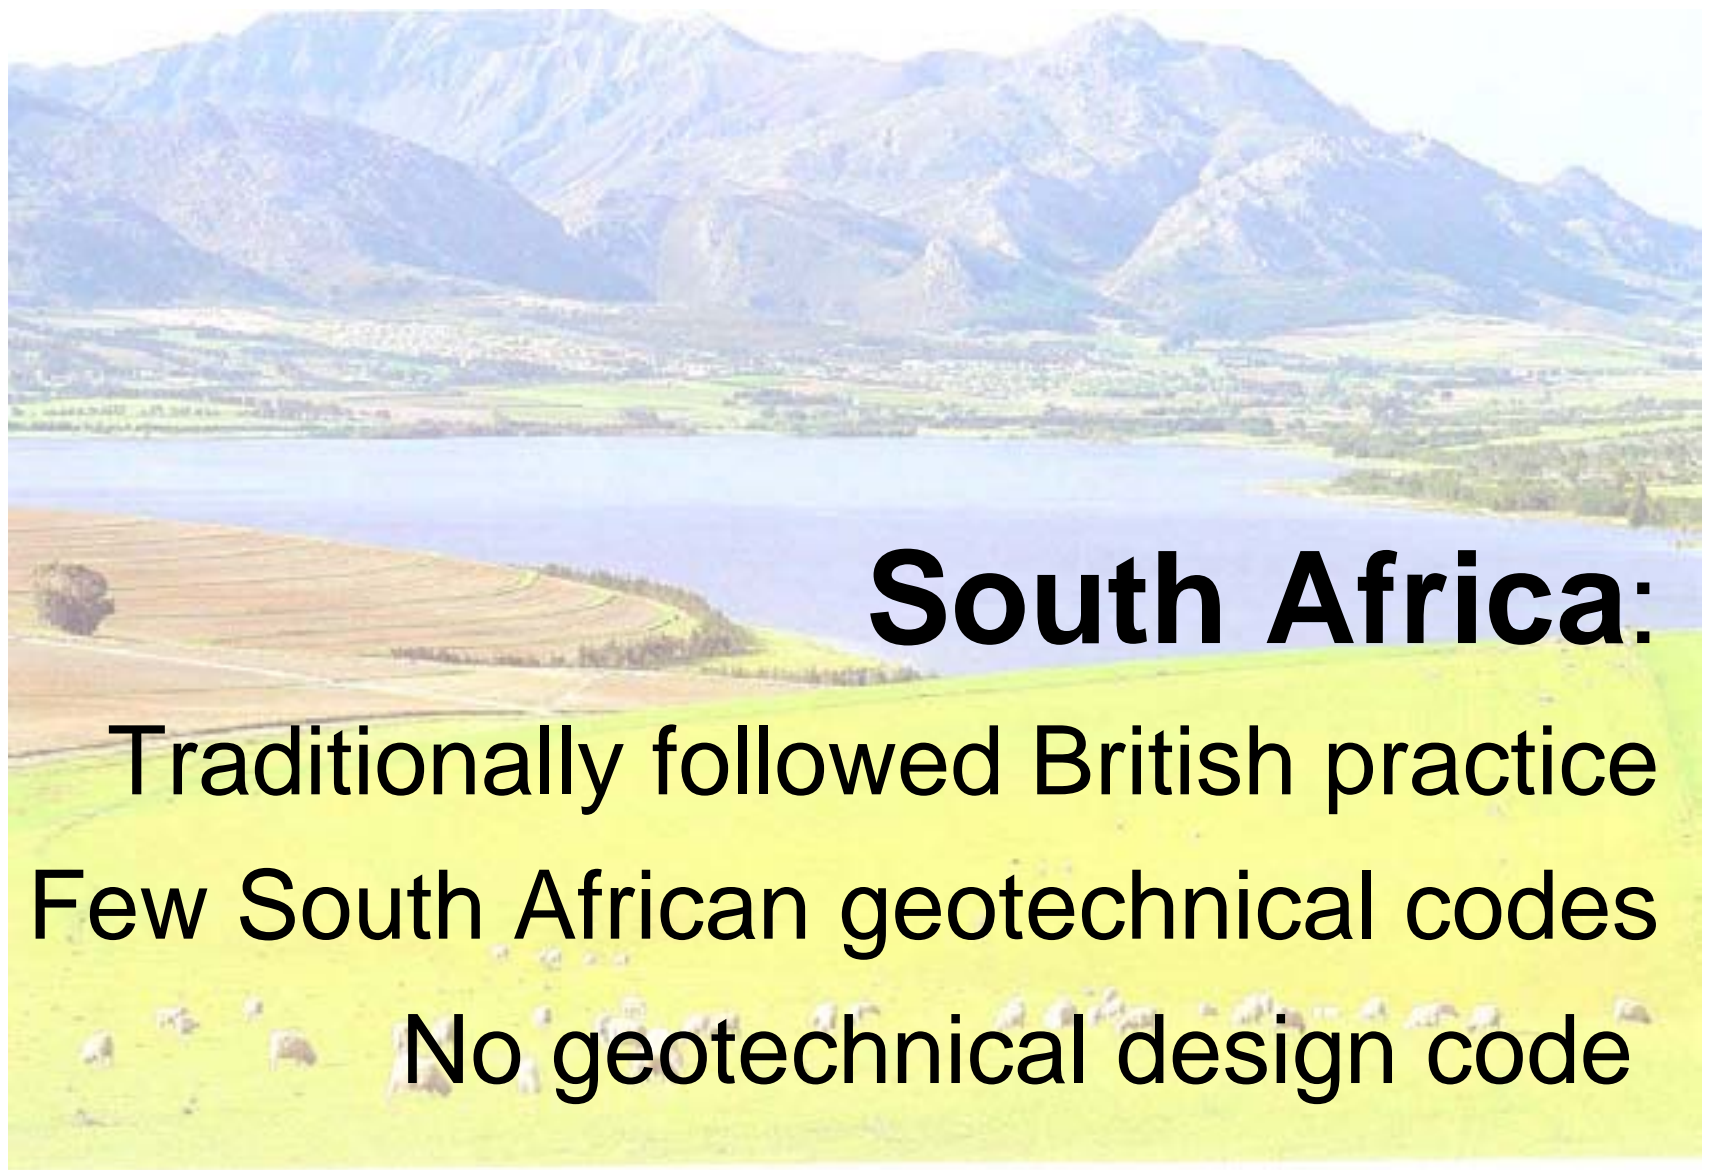 South Africa:
Traditionally followed British practice
Few South African geotechnical codes
No geotechnical design code